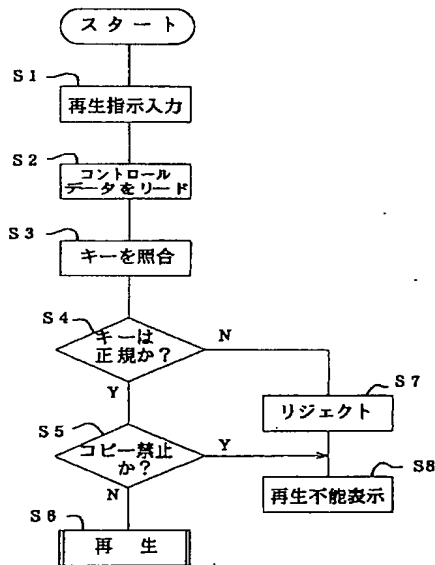 スタート
S1
再生指示入力
S2
コントロール
データをリード
S3
キーを照合
S4
キーは
正規か？
N
Y
S7
リジェクト
S5
コピー禁止
か？
Y
N
S8
再生不能表示
S6
再 生